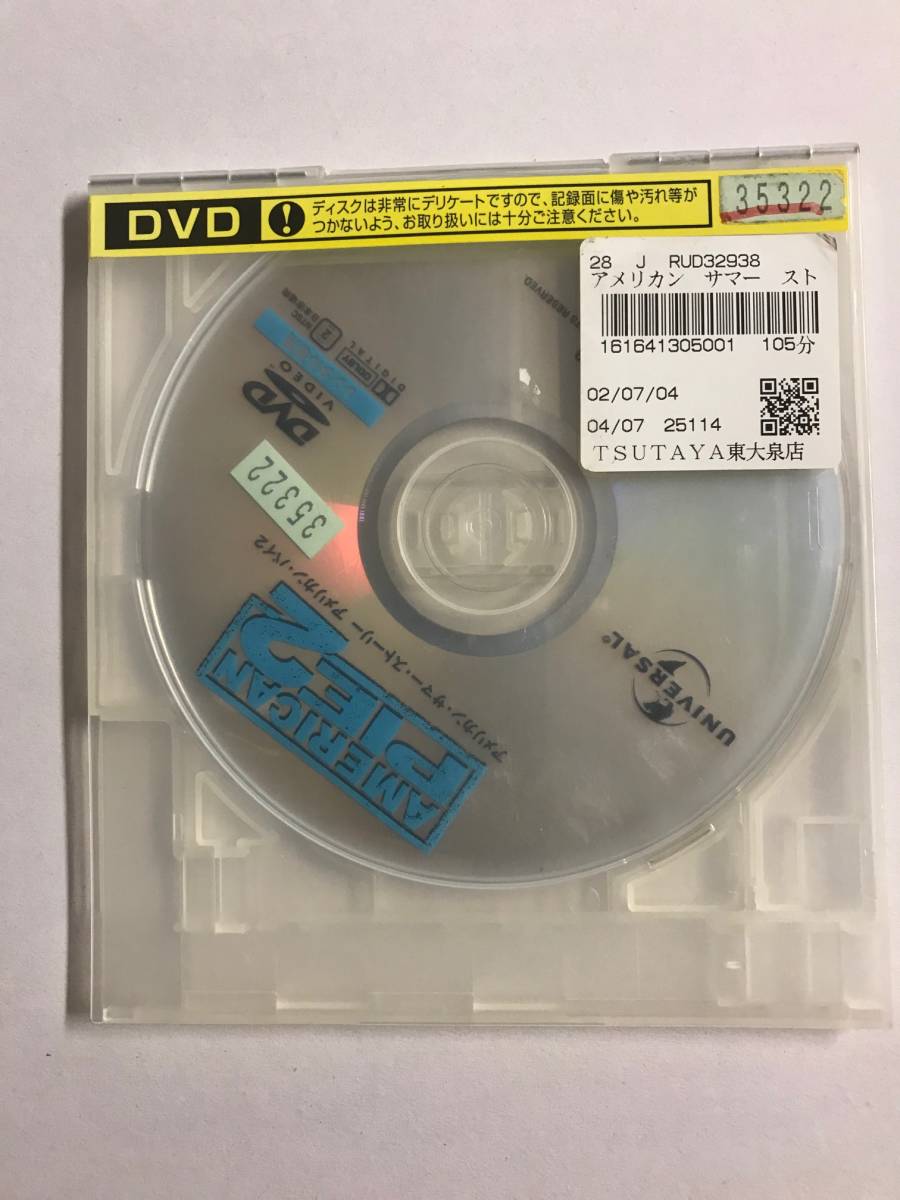 DVD
ディスクは非常にデリケートですので、記録面に傷や汚れ等が
つかないよう、お取り扱いには十分ご注意ください。
35322
28 J RUD32938
アメリカン サマー スト
161641305001 105分
02/07/04
04/07 25114
TSUTAYA東大泉店
RESERVED.
NTSC
2
DOLBY
DIGITAL
DVD
VIDEO
35322
アメリカン・サマー・ストーリー アメリカン・パイ2
AMERICAN
PIE 2
UNIVERSAL